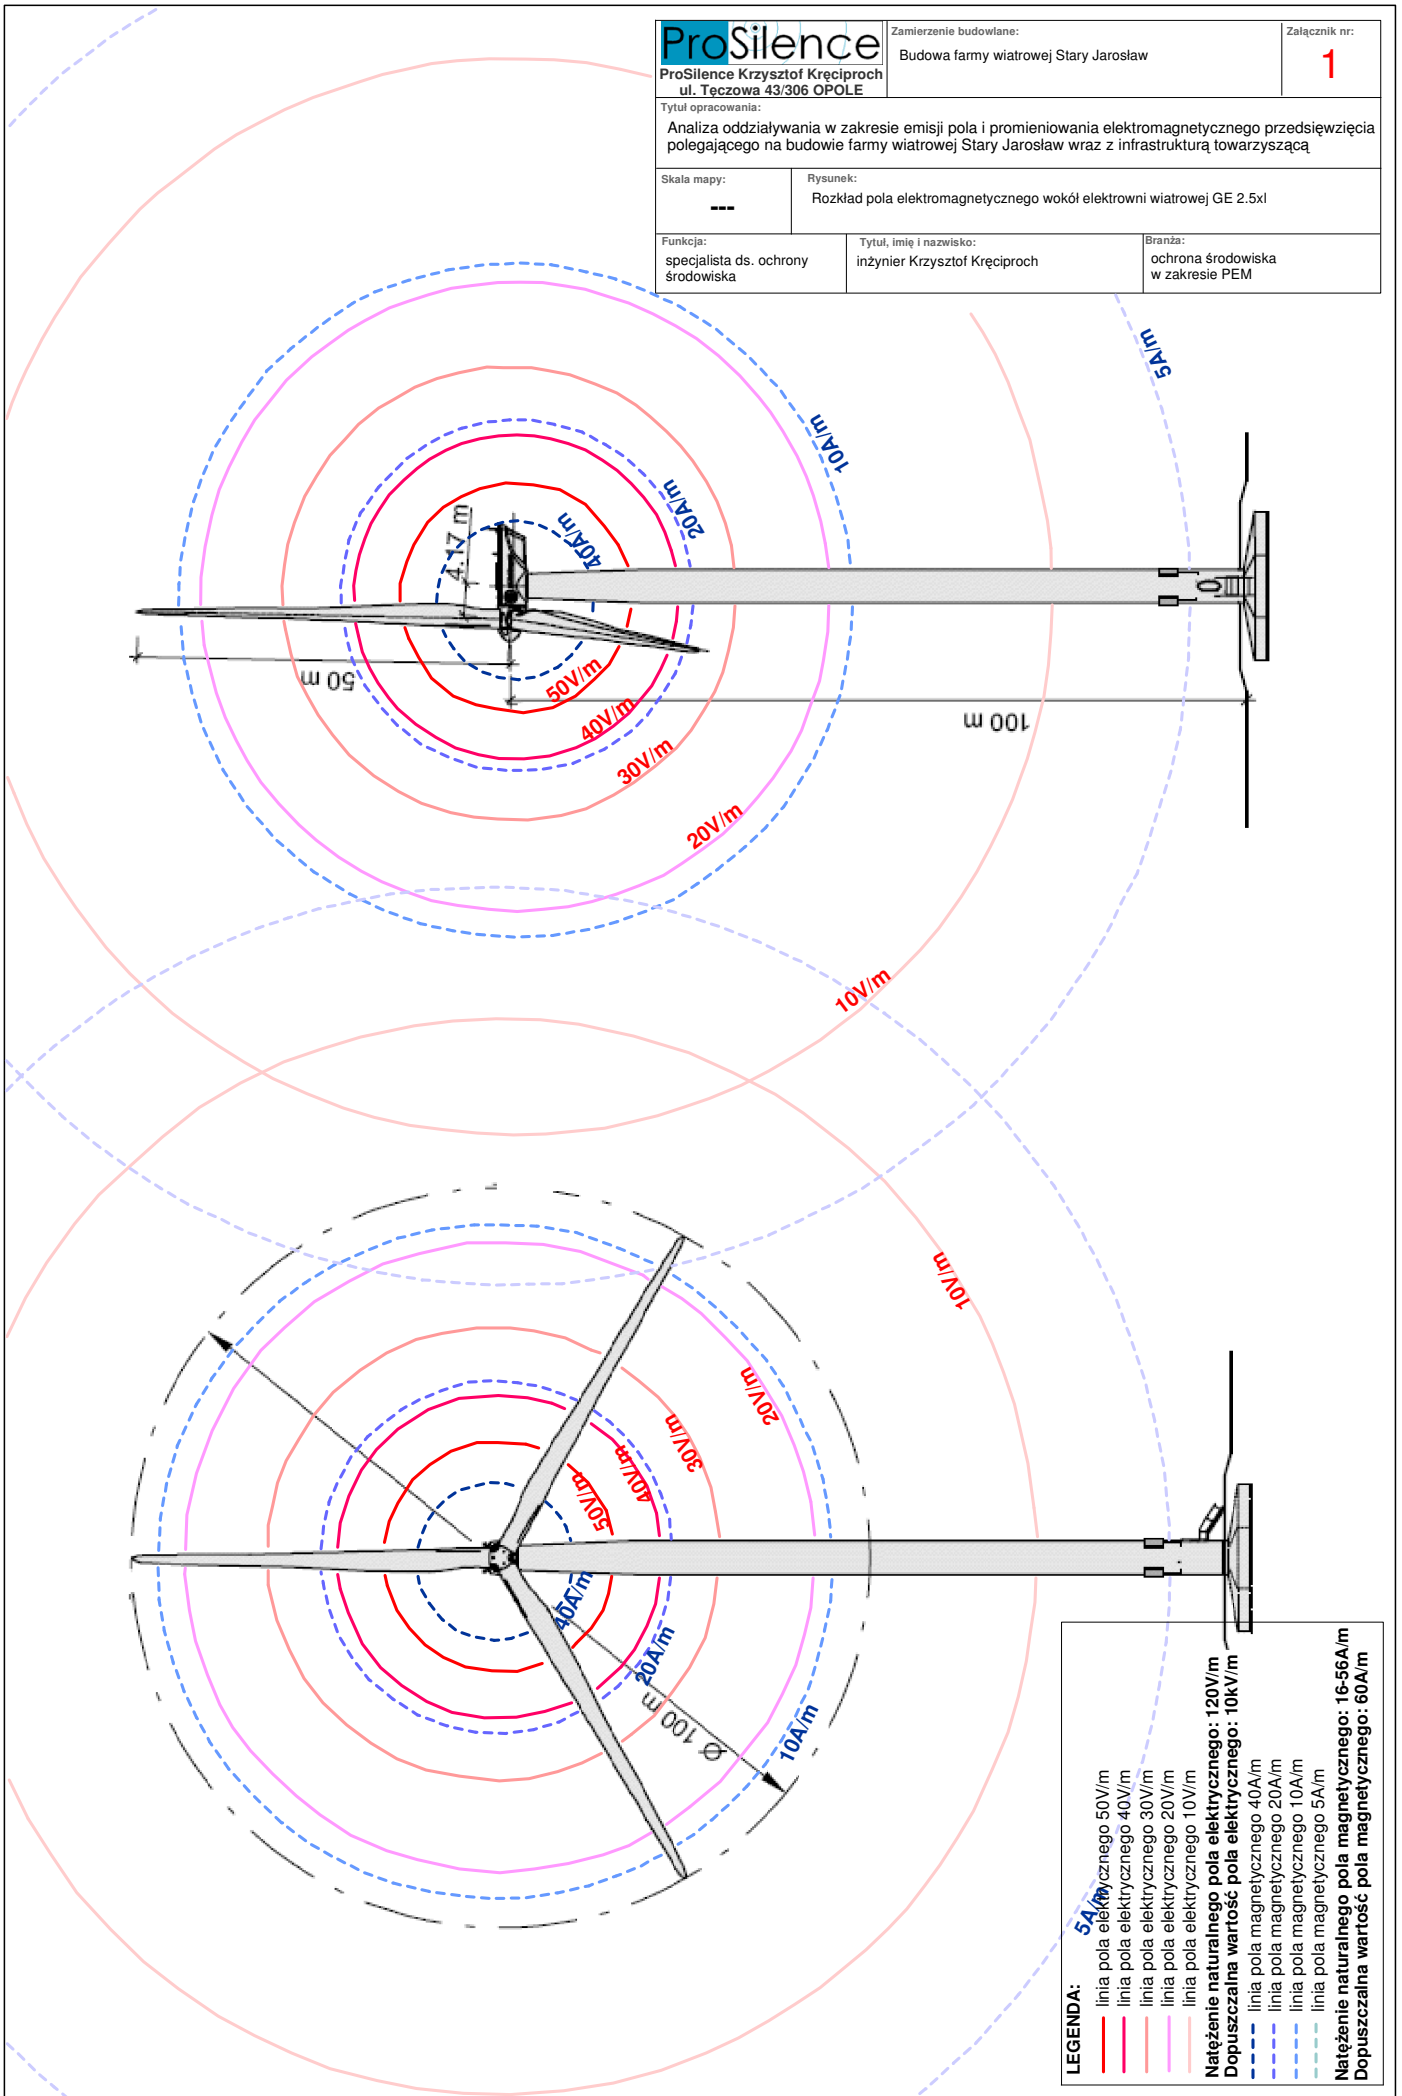 ProSilence
ProSilence Krzysztof Kręciproch
ul. Tęczowa 43/306 OPOLE
Zamierzenie budowlane:
Budowa farmy wiatrowej Stary Jarosław
Załącznik nr:
1
Tytuł opracowania:
Analiza oddziaływania w zakresie emisji pola i promieniowania elektromagnetycznego przedsięwzięcia
polegającego na budowie farmy wiatrowej Stary Jarosław wraz z infrastrukturą towarzyszącą
Skala mapy:
---
Rysunek:
Rozkład pola elektromagnetycznego wokół elektrowni wiatrowej GE 2.5xl
Funkcja:
specjalista ds. ochrony
środowiska
Tytuł, imię i nazwisko:
inżynier Krzysztof Kręciproch
Branża:
ochrona środowiska
w zakresie PEM
5A/m
10A/m
20A/m
40A/m
4.17 m
50 m
50V/m
40V/m
30V/m
20V/m
100 m
10V/m
10V/m
20V/m
30V/m
40V/m
50V/m
40A/m
20A/m
Ø 100 m
10A/m
5A/m
LEGENDA:
linia pola elektrycznego 50V/m
linia pola elektrycznego 40V/m
linia pola elektrycznego 30V/m
linia pola elektrycznego 20V/m
linia pola elektrycznego 10V/m
Natężenie naturalnego pola elektrycznego: 120V/m
Dopuszczalna wartość pola elektrycznego: 10kV/m
linia pola magnetycznego 40A/m
linia pola magnetycznego 20A/m
linia pola magnetycznego 10A/m
linia pola magnetycznego 5A/m
Natężenie naturalnego pola magnetycznego: 16-56A/m
Dopuszczalna wartość pola magnetycznego: 60A/m